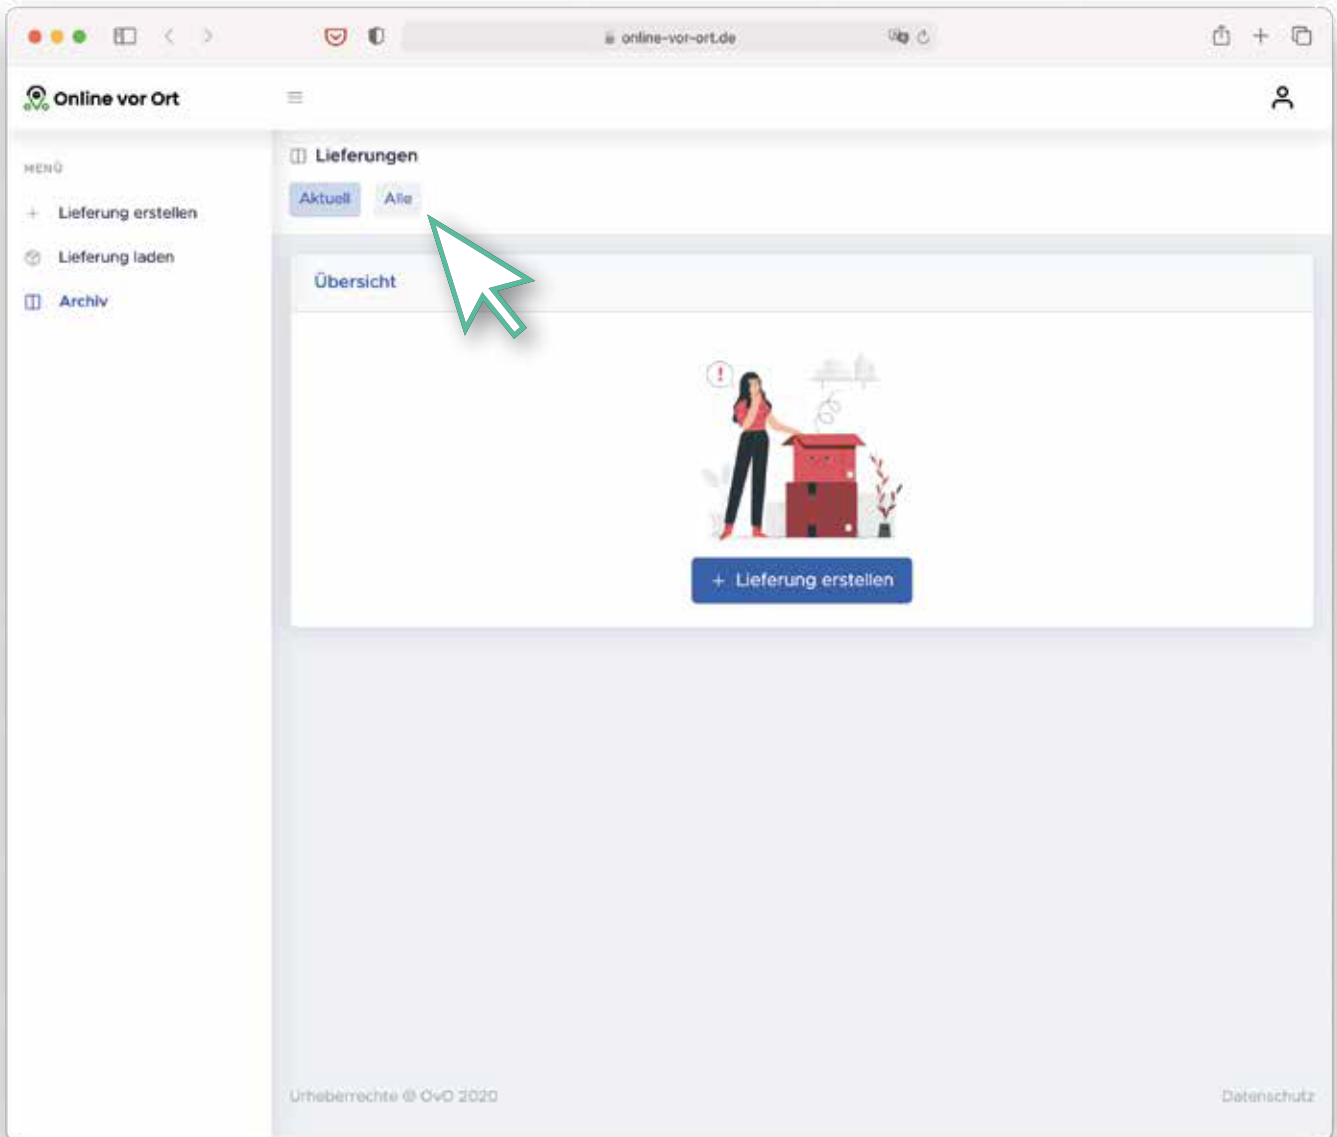 online-vor-ort.de
Online vor Ort
MENÜ
Lieferung erstellen
Lieferung laden
Archiv
Lieferungen
Aktuell Alle
Übersicht
!
+ Lieferung erstellen
Urheberrechte @ OvO 2020
Datenschutz